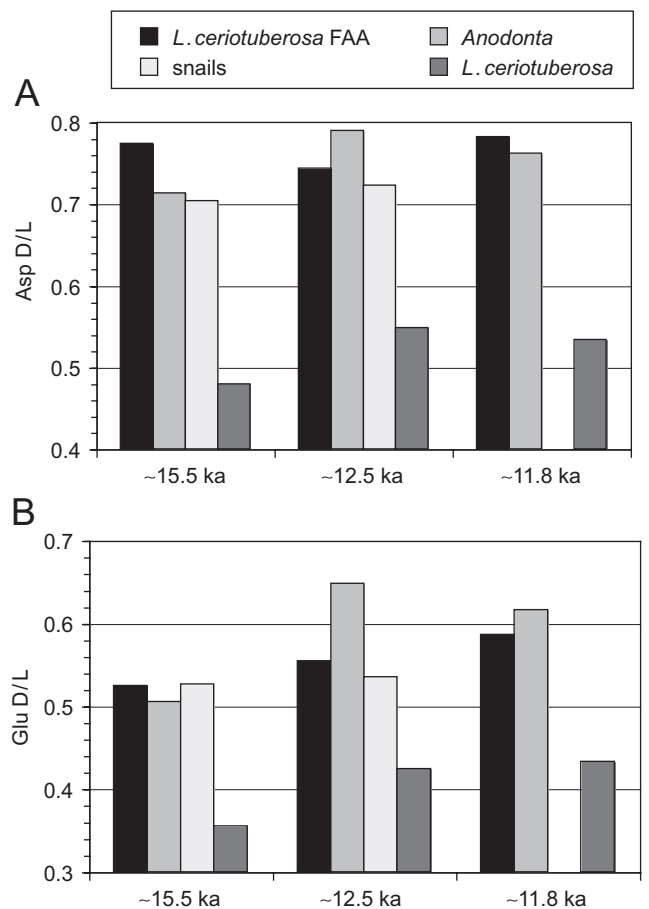 L. ceriotuberosa FAA
Anodonta
snails
L. ceriotuberosa
A
0.8
0.7
0.6
0.5
0.4
Asp D/L
~15.5 ka
~12.5 ka
~11.8 ka
B
0.7
0.6
0.5
0.4
0.3
Glu D/L
~15.5 ka
~12.5 ka
~11.8 ka